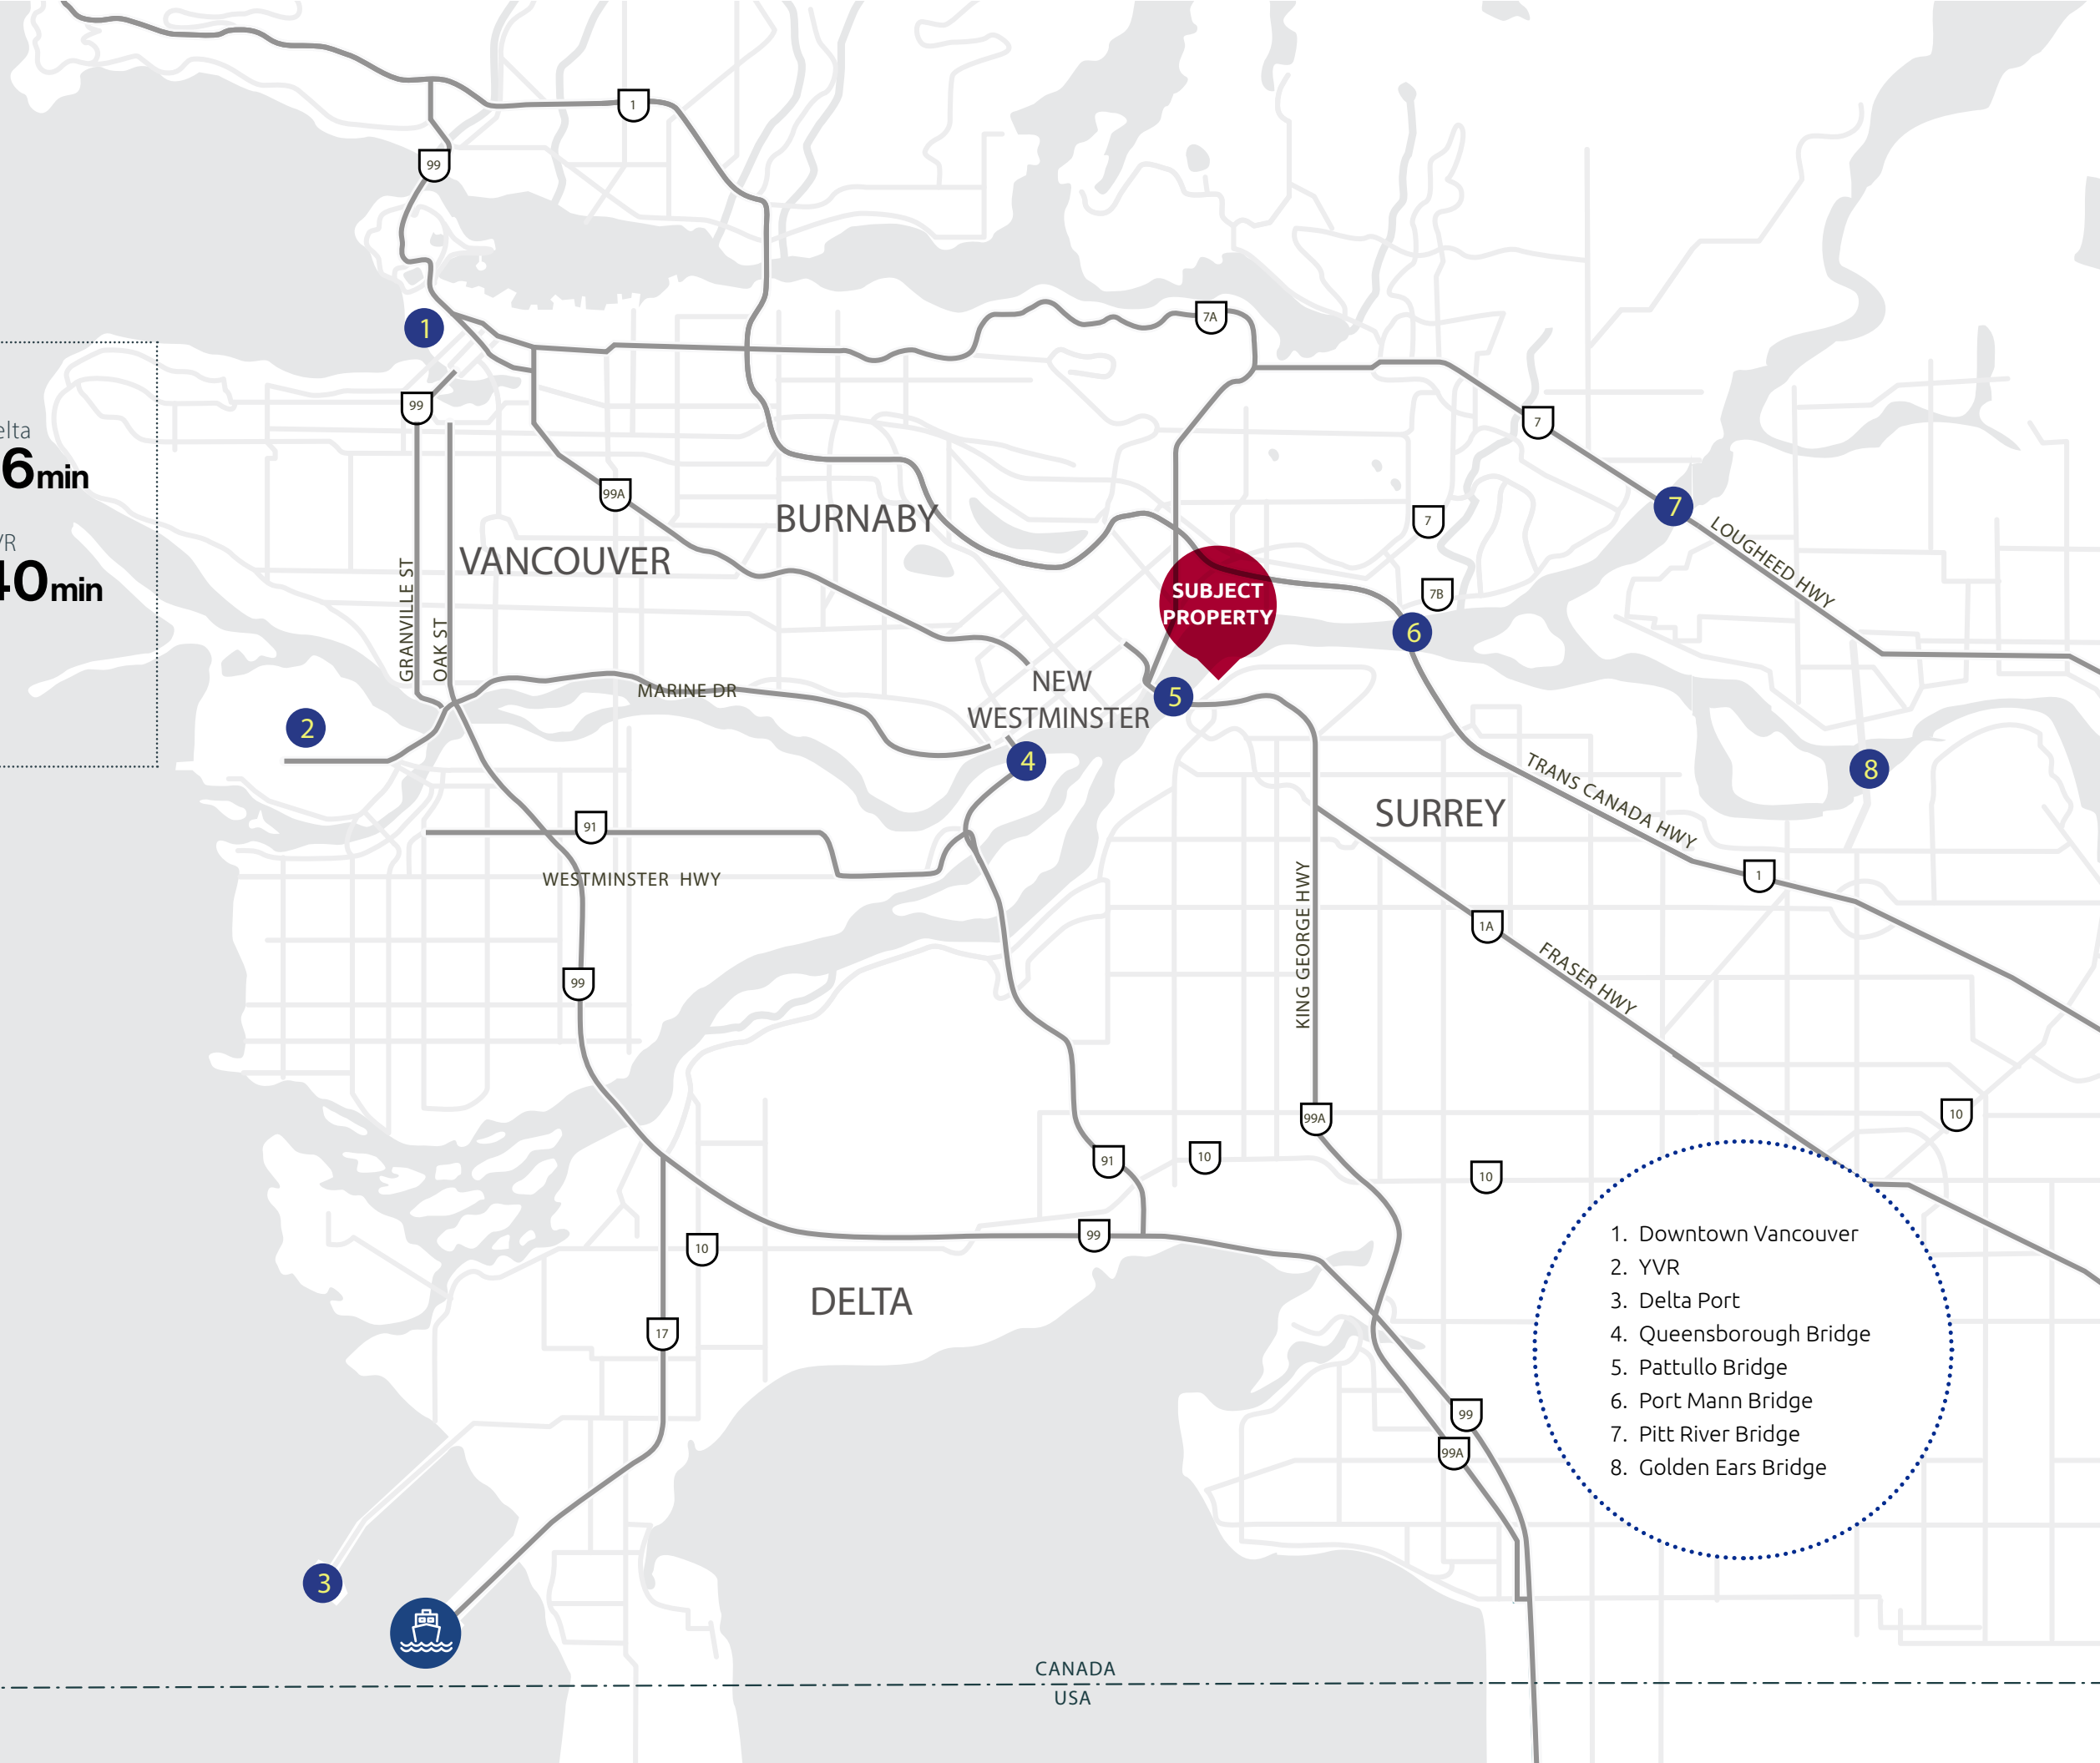 1
99
7A
1
99
7
elta
6min
99A
BURNABY
7
7
LOUGHEED HWY
VANCOUVER
/R
40min
GRANVILLE ST
OAK ST
SUBJECT
PROPERTY
7B
6
MARINE DR
NEW
WESTMINSTER
5
2
4
8
TRANS CANADA HWY
SURREY
91
WESTMINSTER HWY
1
KING GEORGE HWY
1A
FRASER HWY
99
99A
10
91
10
10
99
10
DELTA
17
99
99A
1. Downtown Vancouver
2. YVR
3. Delta Port
4. Queensborough Bridge
5. Pattullo Bridge
6. Port Mann Bridge
7. Pitt River Bridge
8. Golden Ears Bridge
3
CANADA
USA